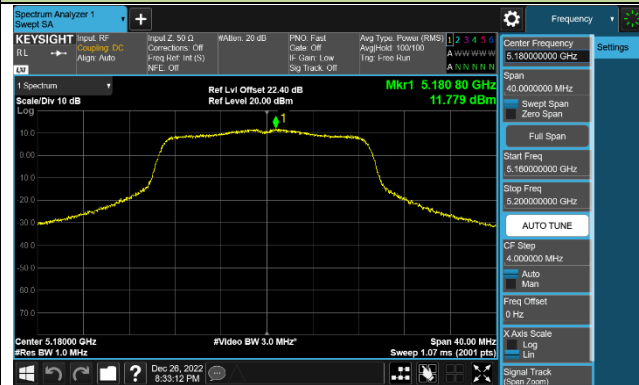 Spectrum Analyzer 1
Swept SA
Frequency
KEYSIGHT
RL
Input: RF
Coupling: DC
Align: Auto
Input Z: 50 Ω
Corrections: Off
Freq Ref: Int (S)
NFE: Off
#Atten: 20 dB
PNO: Fast
Gate: Off
IF Gain: Low
Sig Track: Off
Avg Type: Power (RMS)
Avg|Hold: 100/100
Trig: Free Run
1 2 3 4 5 6
A W W W W W
A N N N N N
1 Spectrum
Scale/Div 10 dB
Ref Lvl Offset 22.40 dB
Ref Level 20.00 dBm
Mkr1 5.180 80 GHz
11.779 dBm
Log
1
10.0
0.00
-10.0
-20.0
-30.0
-40.0
-50.0
-60.0
-70.0
Center 5.18000 GHz
#Res BW 1.0 MHz
#Video BW 3.0 MHz*
Span 40.00 MHz
Sweep 1.07 ms (2001 pts)
Dec 26, 2022
8:33:12 PM
Center Frequency
5.180000000 GHz
Span
40.0000000 MHz
Swept Span
Zero Span
Full Span
Start Freq
5.160000000 GHz
Stop Freq
5.200000000 GHz
AUTO TUNE
CF Step
4.000000 MHz
Auto
Man
Freq Offset
0 Hz
X Axis Scale
Log
Lin
Signal Track
(Span Zoom)
Settings